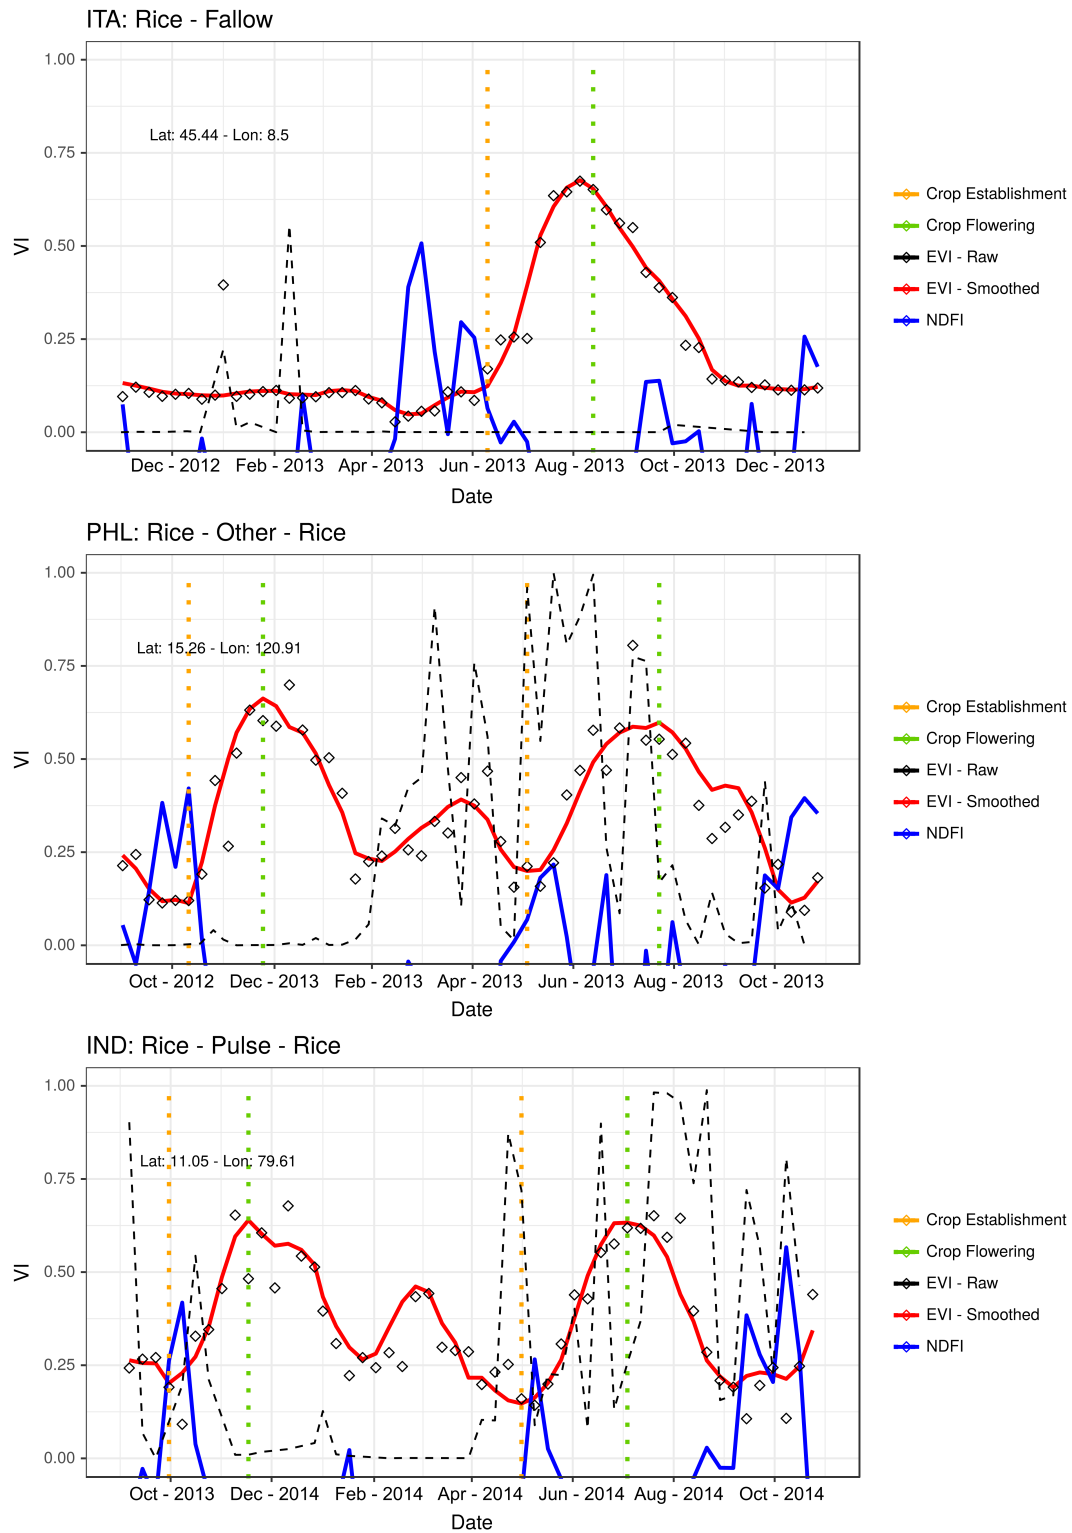 ITA: Rice - Fallow
1.00
0.75
0.50
0.25
0.00
VI
Lat: 45.44 - Lon: 8.5
Dec - 2012 Feb - 2013 Apr - 2013 Jun - 2013 Aug - 2013 Oct - 2013 Dec - 2013
Date
Crop Establishment
Crop Flowering
EVI - Raw
EVI - Smoothed
NDFI
PHL: Rice - Other - Rice
1.00
0.75
0.50
0.25
0.00
VI
Lat: 15.26 - Lon: 120.91
Oct - 2012 Dec - 2013 Feb - 2013 Apr - 2013 Jun - 2013 Aug - 2013 Oct - 2013
Date
Crop Establishment
Crop Flowering
EVI - Raw
EVI - Smoothed
NDFI
IND: Rice - Pulse - Rice
1.00
0.75
0.50
0.25
0.00
VI
Lat: 11.05 - Lon: 79.61
Oct - 2013 Dec - 2014 Feb - 2014 Apr - 2014 Jun - 2014 Aug - 2014 Oct - 2014
Date
Crop Establishment
Crop Flowering
EVI - Raw
EVI - Smoothed
NDFI